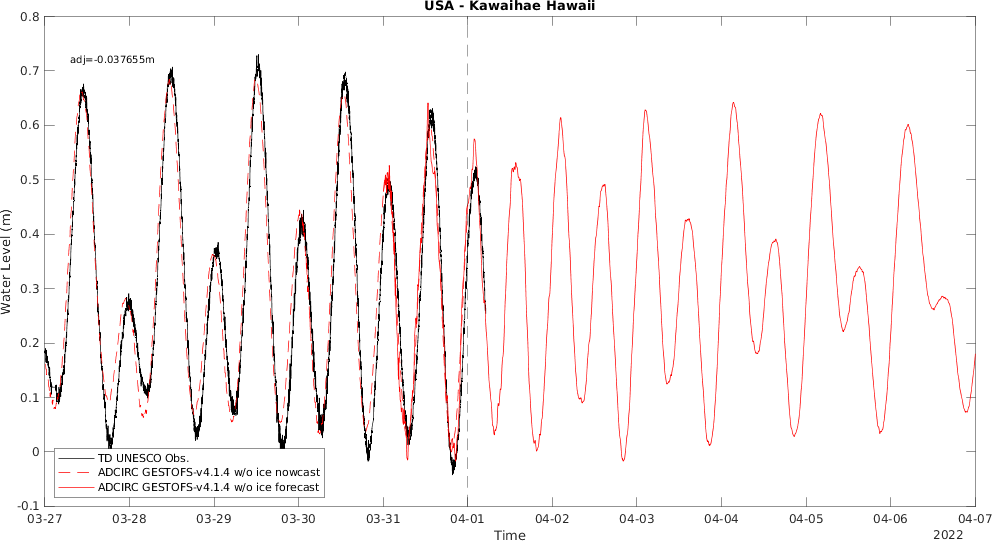 USA - Kawaihae Hawaii
adj=-0.037655m
Water Level (m)
0.8
0.7
0.6
0.5
0.4
0.3
0.2
0.1
0
-0.1
TD UNESCO Obs.
ADCIRC GESTOFS-v4.1.4 w/o ice nowcast
ADCIRC GESTOFS-v4.1.4 w/o ice forecast
03-27 03-28 03-29 03-30 03-31 04-01 04-02 04-03 04-04 04-05 04-06 04-07
Time
2022